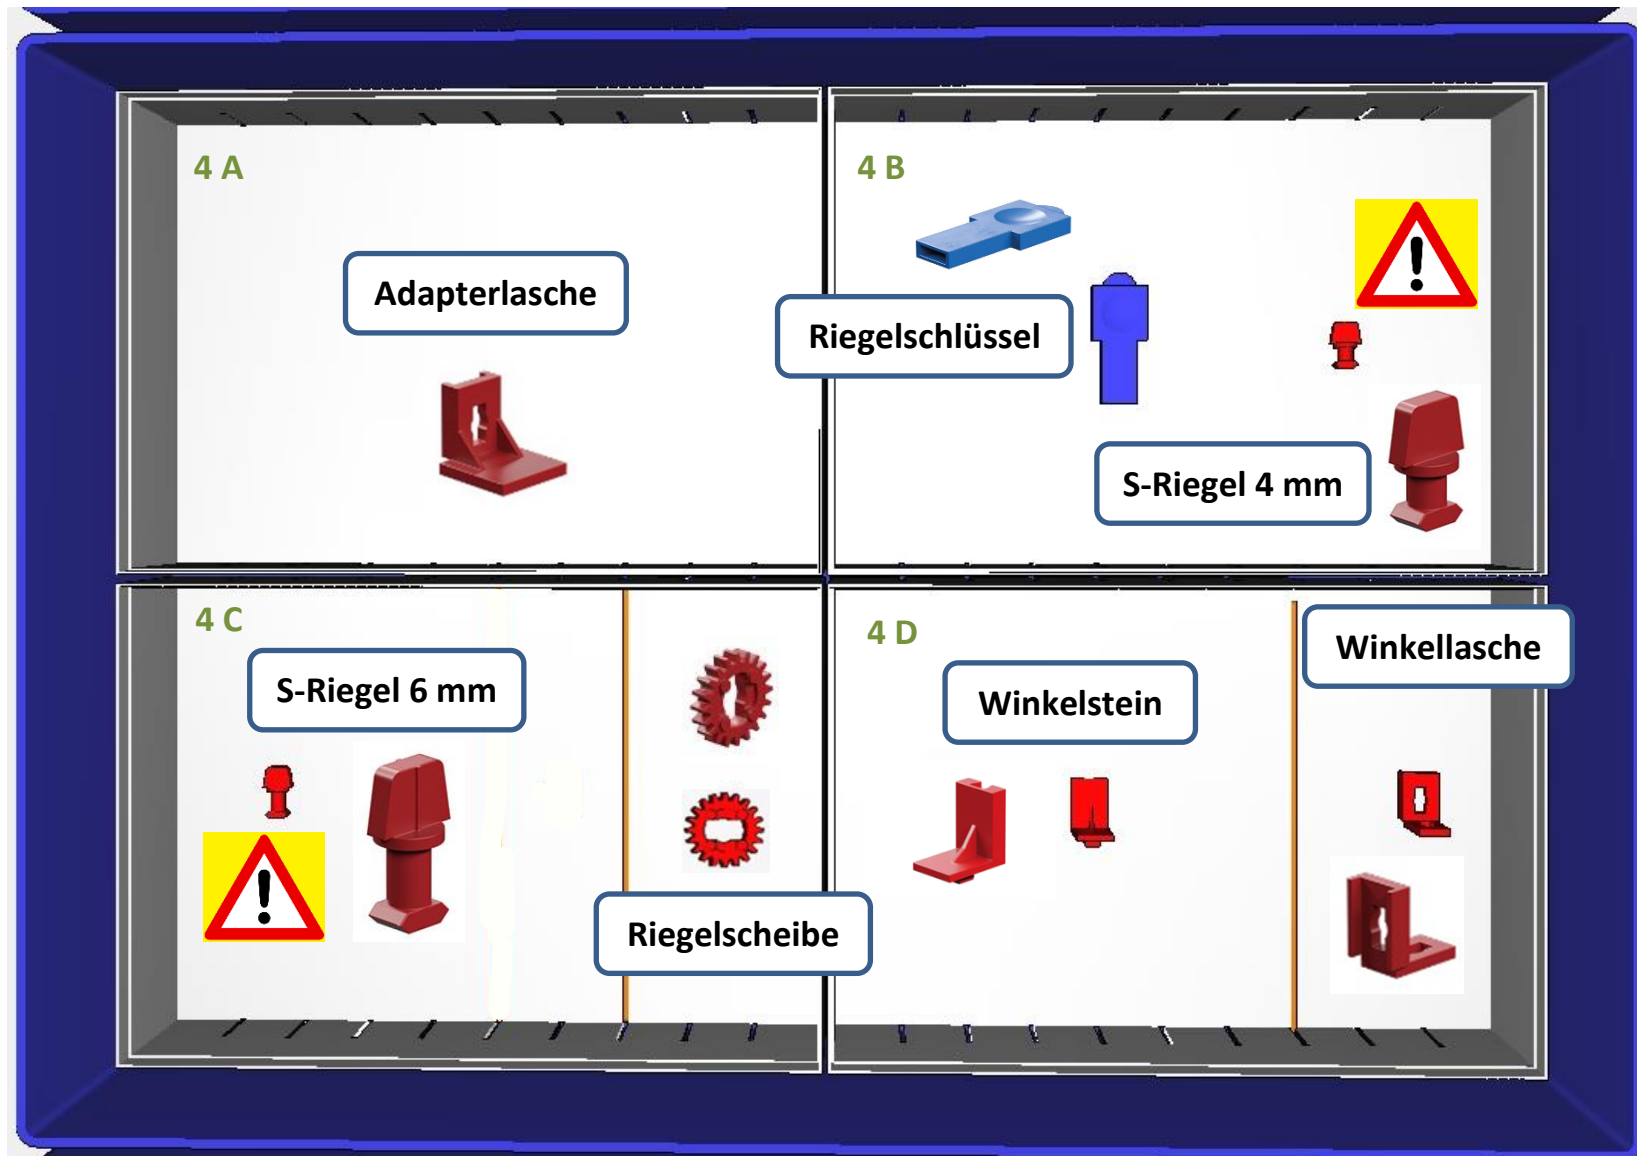 4 A
Adapterlasche
4 B
Riegelschlüssel
S-Riegel 4 mm
4 C
S-Riegel 6 mm
Riegelscheibe
4 D
Winkelstein
Winkellasche